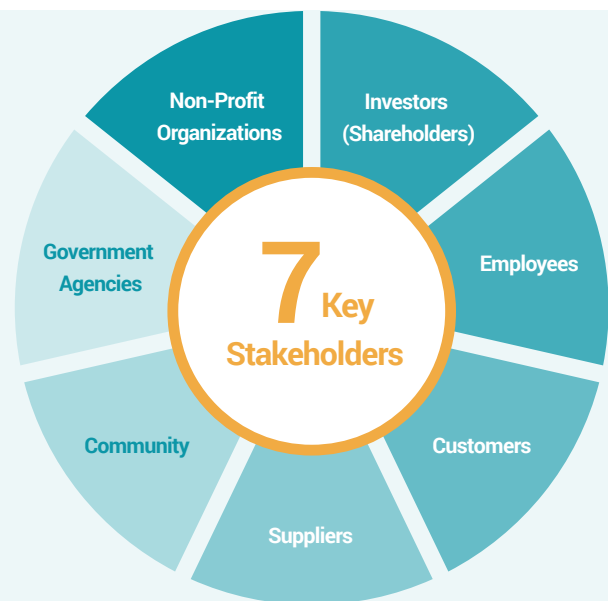 7 Key
Stakeholders
Investors
(Shareholders)
Employees
Customers
Suppliers
Community
Government
Agencies
Non-Profit
Organizations